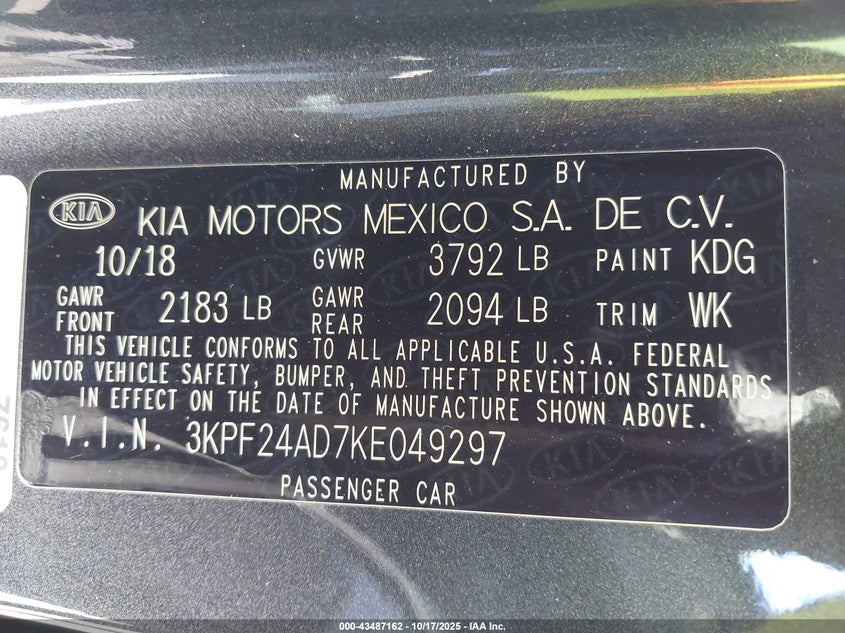 MANUFACTURED BY
KIA KIA MOTORS MEXICO S.A. DE C.V.
10/18 GVWR 3792 LB PAINT KDG
GAWR FRONT 2183 LB GAWR REAR 2094 LB TRIM WK
THIS VEHICLE CONFORMS TO ALL APPLICABLE U.S.A. FEDERAL
MOTOR VEHICLE SAFETY, BUMPER, AND THEFT PREVENTION STANDARDS
IN EFFECT ON THE DATE OF MANUFACTURE SHOWN ABOVE.
V.I.N. 3KPF24AD7KE049297
PASSENGER CAR
000-43487162 - 10/17/2025 - IAA Inc.